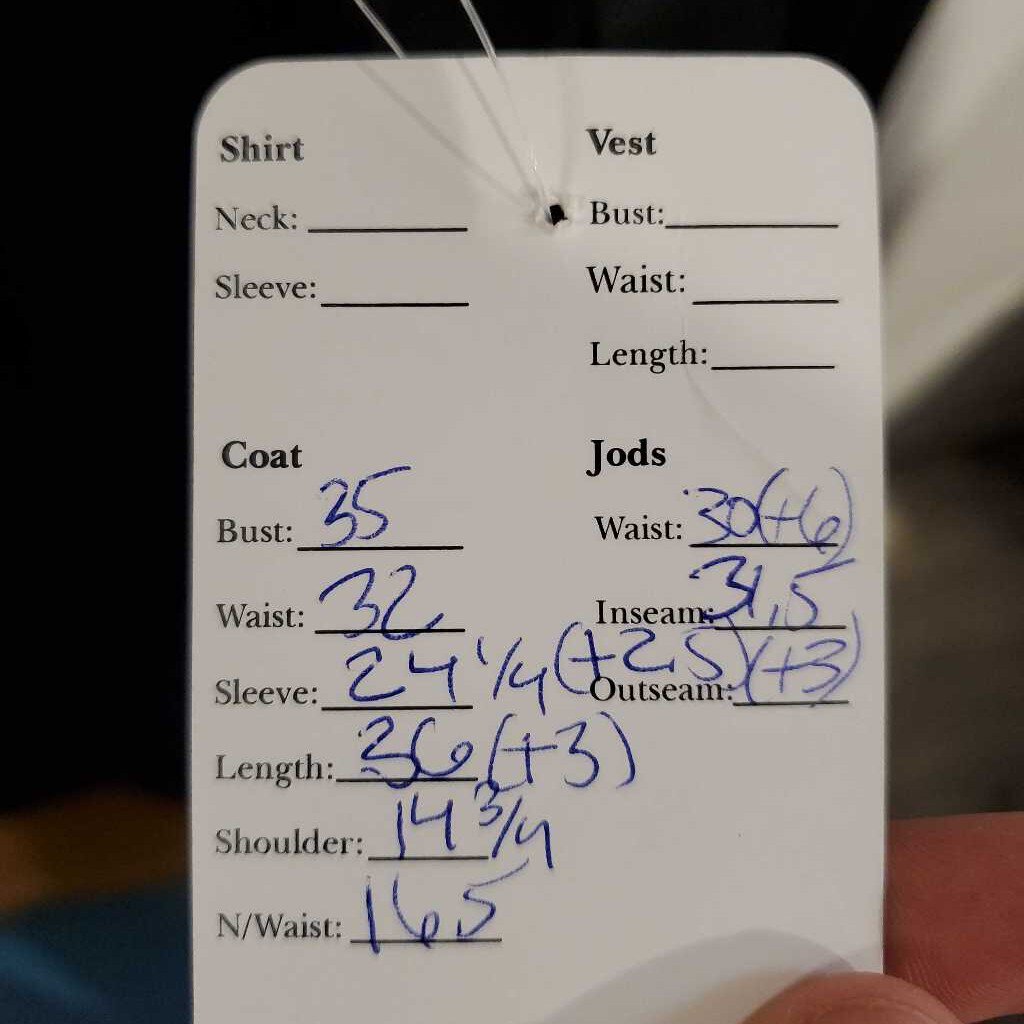 Shirt
Neck:
Sleeve:
Vest
Bust:
Waist:
Length:
Coat
Bust: 35
Waist: 32
Sleeve: 24 1/4 (+2.5)
Length: 36 (+3)
Shoulder: 14 3/4
N/Waist: 16.5
Jods
Waist: 30 (+6)
Inseam: 31.5
Outseam: (+3)